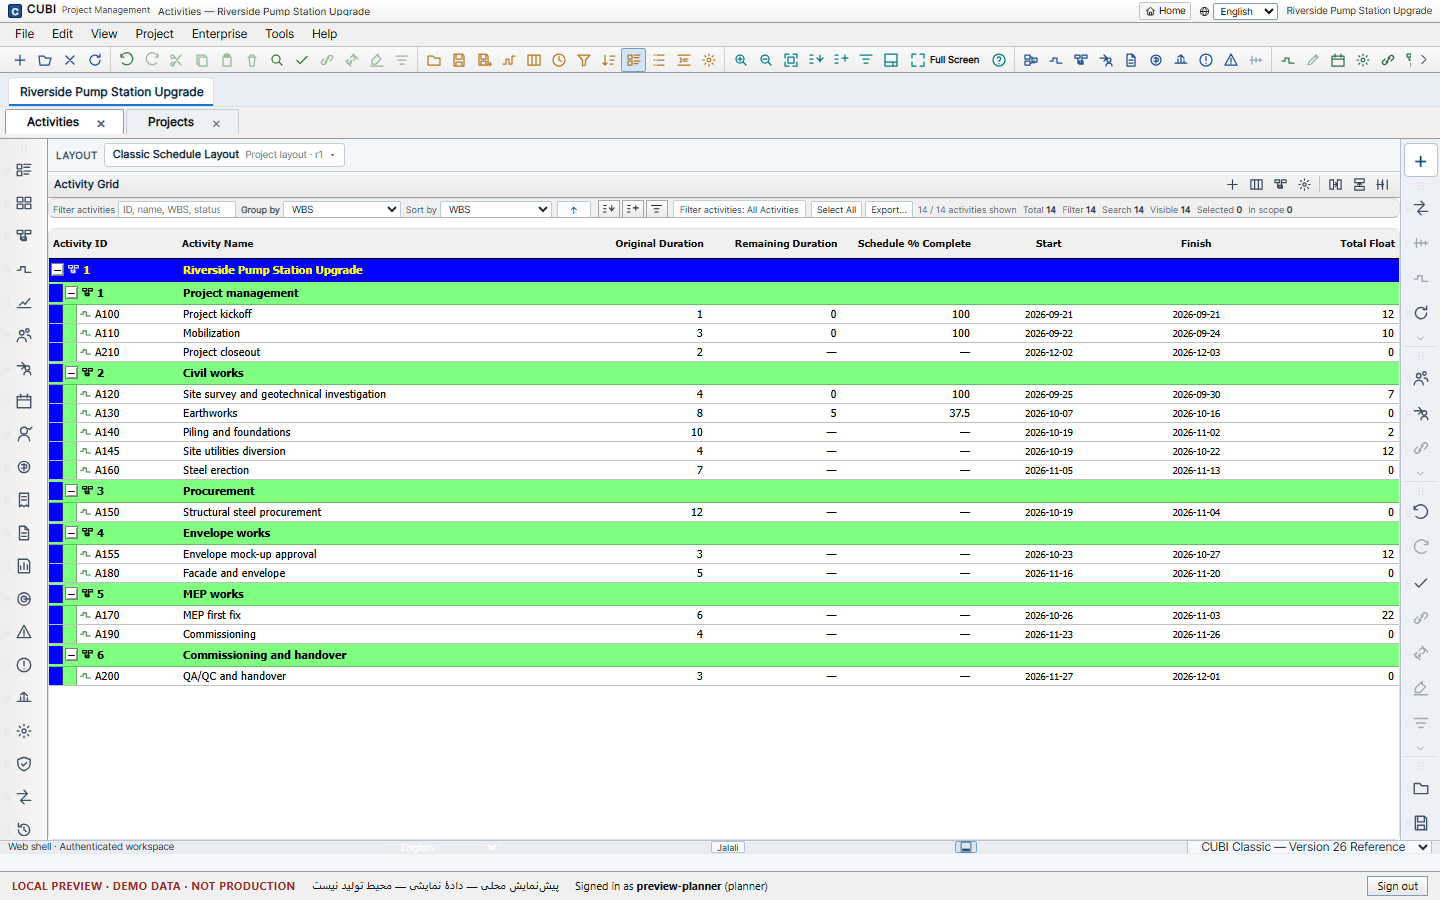 CUBI Project Management Activities — Riverside Pump Station Upgrade Home English Riverside Pump Station Upgrade
File Edit View Project Enterprise Tools Help
Full Screen
Riverside Pump Station Upgrade
Activities Projects
LAYOUT Classic Schedule Layout Project layout · r1
Activity Grid
Filter activities ID, name, WBS, status Group by WBS Sort by WBS Filter activities: All Activities Select All Export... 14 / 14 activities shown Total 14 Filter 14 Search 14 Visible 14 Selected 0 In scope 0
Activity ID Activity Name Original Duration Remaining Duration Schedule % Complete Start Finish Total Float
1 Riverside Pump Station Upgrade
1 Project management
A100 Project kickoff 1 0 100 2026-09-21 2026-09-21 12
A110 Mobilization 3 0 100 2026-09-22 2026-09-24 10
A210 Project closeout 2 — — 2026-12-02 2026-12-03 0
2 Civil works
A120 Site survey and geotechnical investigation 4 0 100 2026-09-25 2026-09-30 7
A130 Earthworks 8 5 37.5 2026-10-07 2026-10-16 0
A140 Piling and foundations 10 — — 2026-10-19 2026-11-02 2
A145 Site utilities diversion 4 — — 2026-10-19 2026-10-22 12
A160 Steel erection 7 — — 2026-11-05 2026-11-13 0
3 Procurement
A150 Structural steel procurement 12 — — 2026-10-19 2026-11-04 0
4 Envelope works
A155 Envelope mock-up approval 3 — — 2026-10-23 2026-10-27 12
A180 Facade and envelope 5 — — 2026-11-16 2026-11-20 0
5 MEP works
A170 MEP first fix 6 — — 2026-10-26 2026-11-03 22
A190 Commissioning 4 — — 2026-11-23 2026-11-26 0
6 Commissioning and handover
A200 QA/QC and handover 3 — — 2026-11-27 2026-12-01 0
Web shell · Authenticated workspace English Jalali CUBI Classic — Version 26 Reference
LOCAL PREVIEW · DEMO DATA · NOT PRODUCTION پیش‌نمایش محلی — دادهٔ نمایشی — محیط تولید نیست Signed in as preview-planner (planner) Sign out